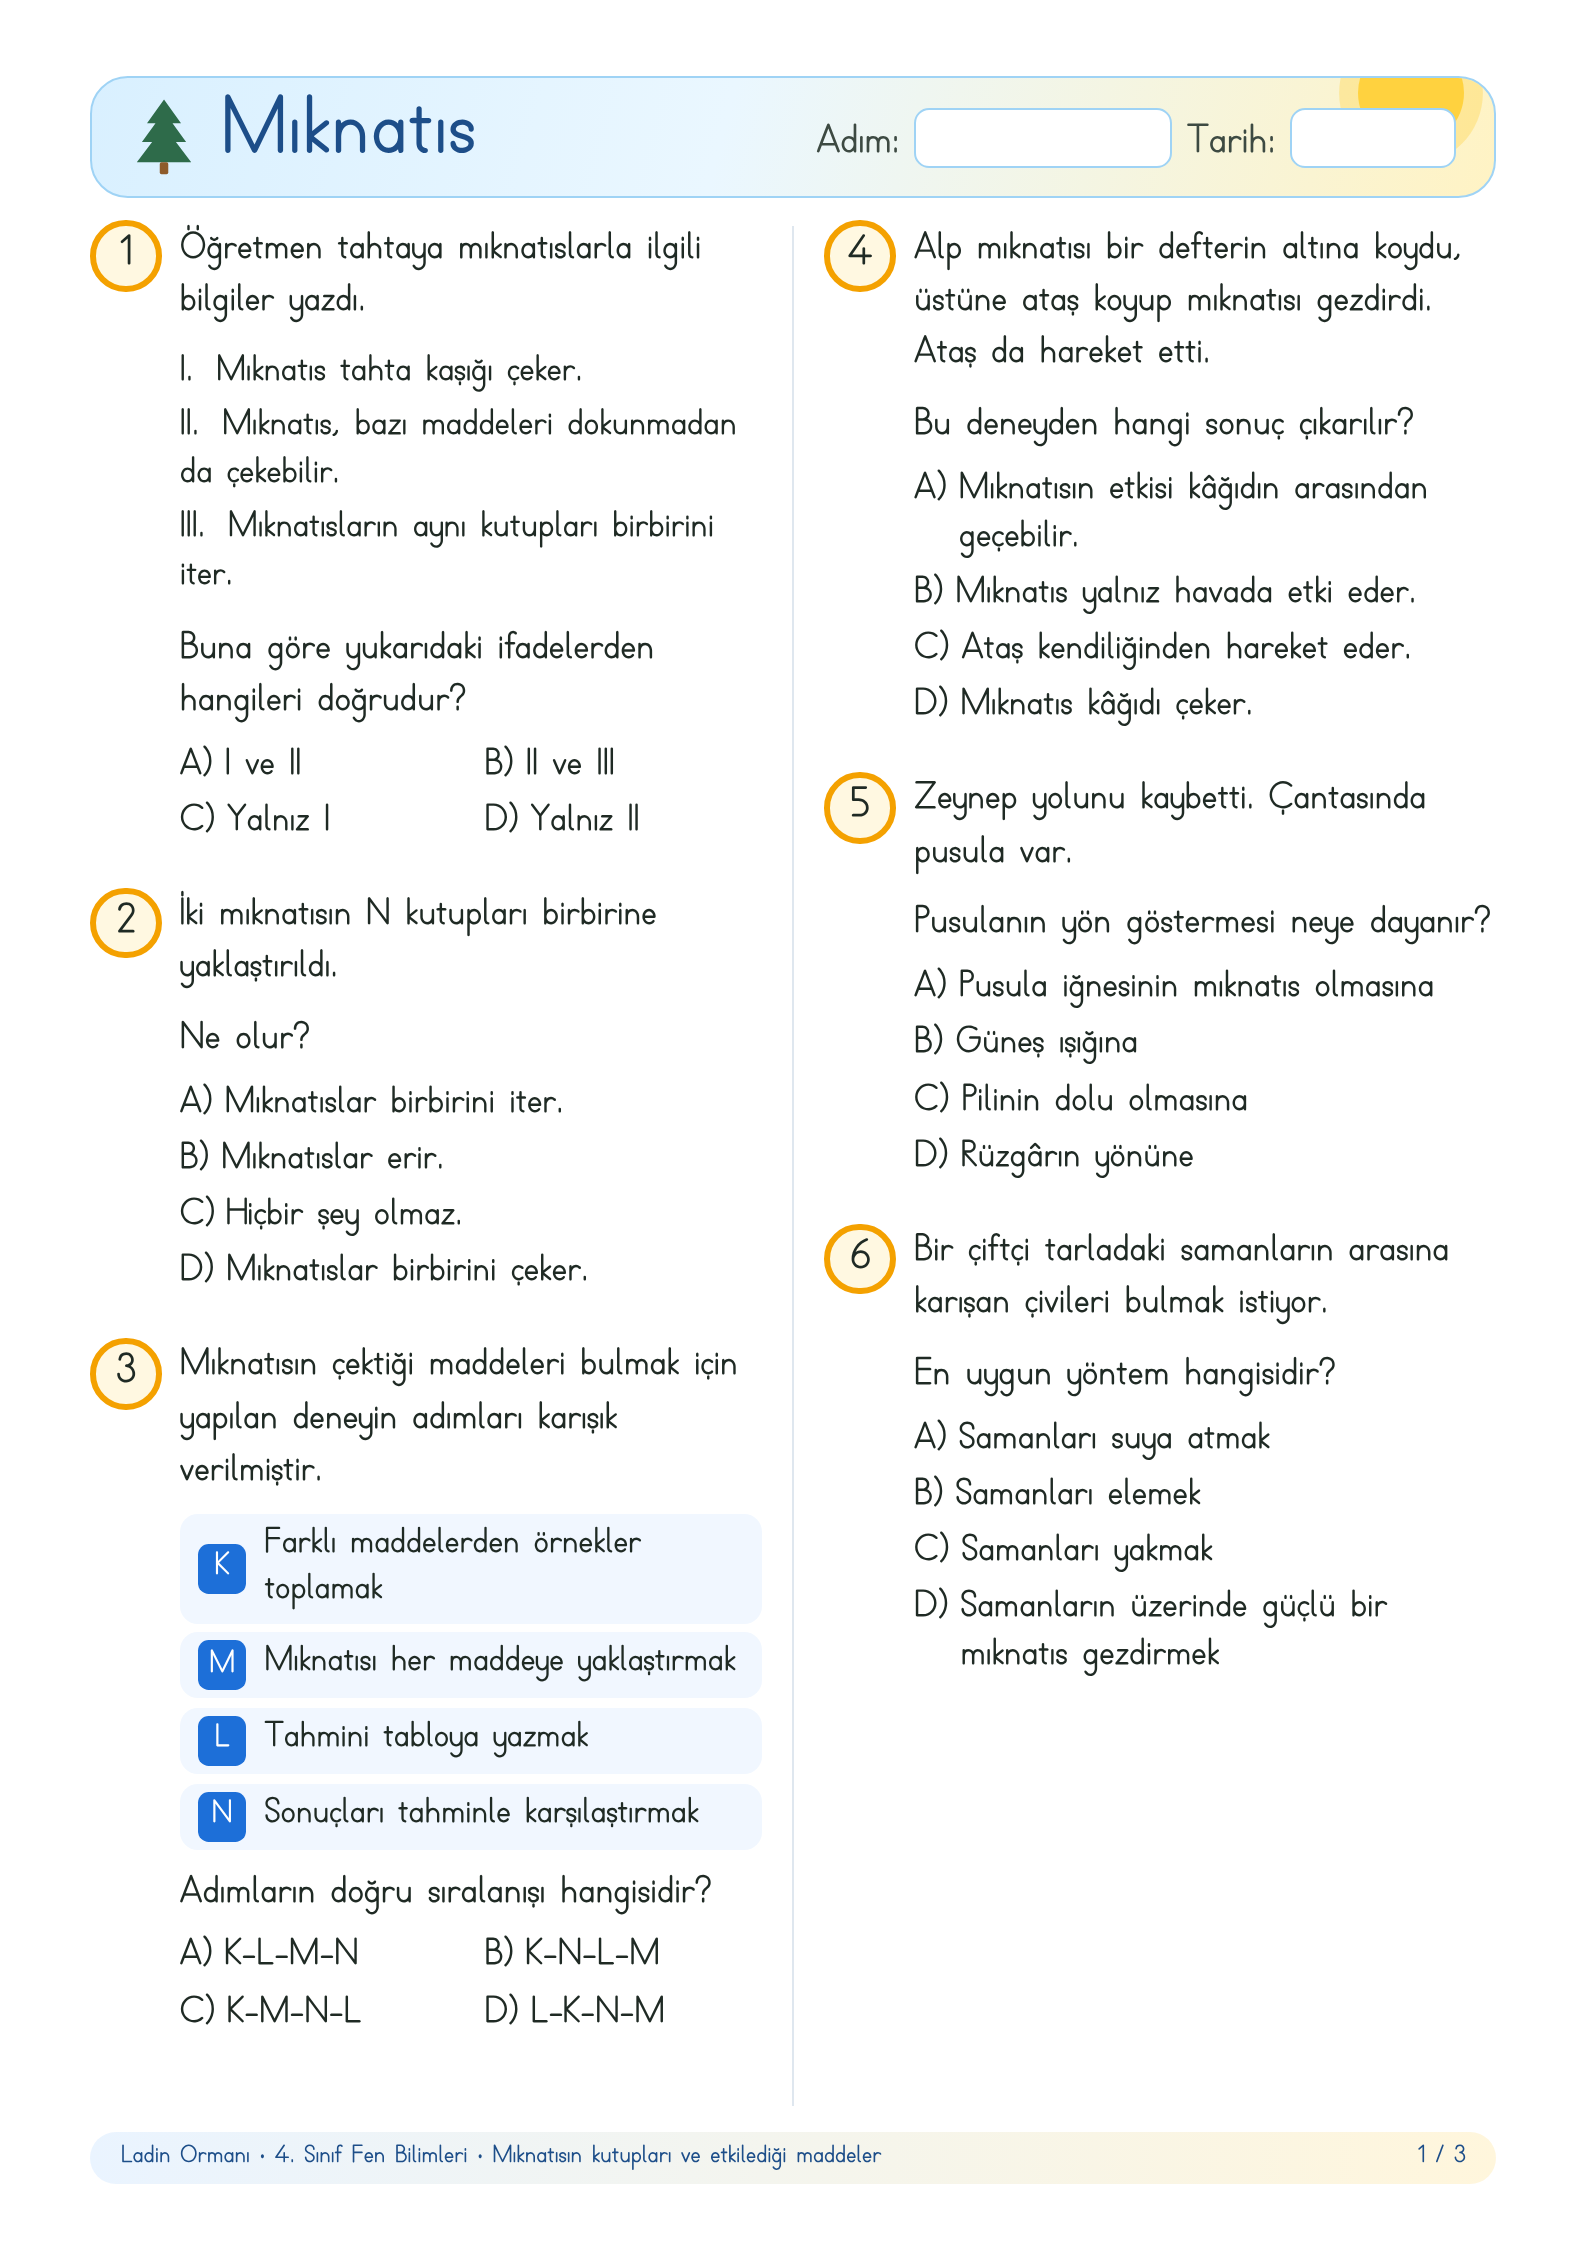 Mıknatıs
Adım:
Tarih:
1
Öğretmen tahtaya mıknatıslarla ilgili
bilgiler yazdı.
I. Mıknatıs tahta kaşığı çeker.
II. Mıknatıs, bazı maddeleri dokunmadan
da çekebilir.
III. Mıknatısların aynı kutupları birbirini
iter.
Buna göre yukarıdaki ifadelerden
hangileri doğrudur?
A) I ve II
B) II ve III
C) Yalnız I
D) Yalnız II
2
İki mıknatısın N kutupları birbirine
yaklaştırıldı.
Ne olur?
A) Mıknatıslar birbirini iter.
B) Mıknatıslar erir.
C) Hiçbir şey olmaz.
D) Mıknatıslar birbirini çeker.
3
Mıknatısın çektiği maddeleri bulmak için
yapılan deneyin adımları karışık
verilmiştir.
K
Farklı maddelerden örnekler
toplamak
M
Mıknatısı her maddeye yaklaştırmak
L
Tahmini tabloya yazmak
N
Sonuçları tahminle karşılaştırmak
Adımların doğru sıralanışı hangisidir?
A) K-L-M-N
B) K-N-L-M
C) K-M-N-L
D) L-K-N-M
4
Alp mıknatısı bir defterin altına koydu,
üstüne ataş koyup mıknatısı gezdirdi.
Ataş da hareket etti.
Bu deneyden hangi sonuç çıkarılır?
A) Mıknatısın etkisi kâğıdın arasından
geçebilir.
B) Mıknatıs yalnız havada etki eder.
C) Ataş kendiliğinden hareket eder.
D) Mıknatıs kâğıdı çeker.
5
Zeynep yolunu kaybetti. Çantasında
pusula var.
Pusulanın yön göstermesi neye dayanır?
A) Pusula iğnesinin mıknatıs olmasına
B) Güneş ışığına
C) Pilinin dolu olmasına
D) Rüzgârın yönüne
6
Bir çiftçi tarladaki samanların arasına
karışan çivileri bulmak istiyor.
En uygun yöntem hangisidir?
A) Samanları suya atmak
B) Samanları elemek
C) Samanları yakmak
D) Samanların üzerinde güçlü bir
mıknatıs gezdirmek
Ladin Ormanı • 4. Sınıf Fen Bilimleri • Mıknatısın kutupları ve etkilediği maddeler
1 / 3